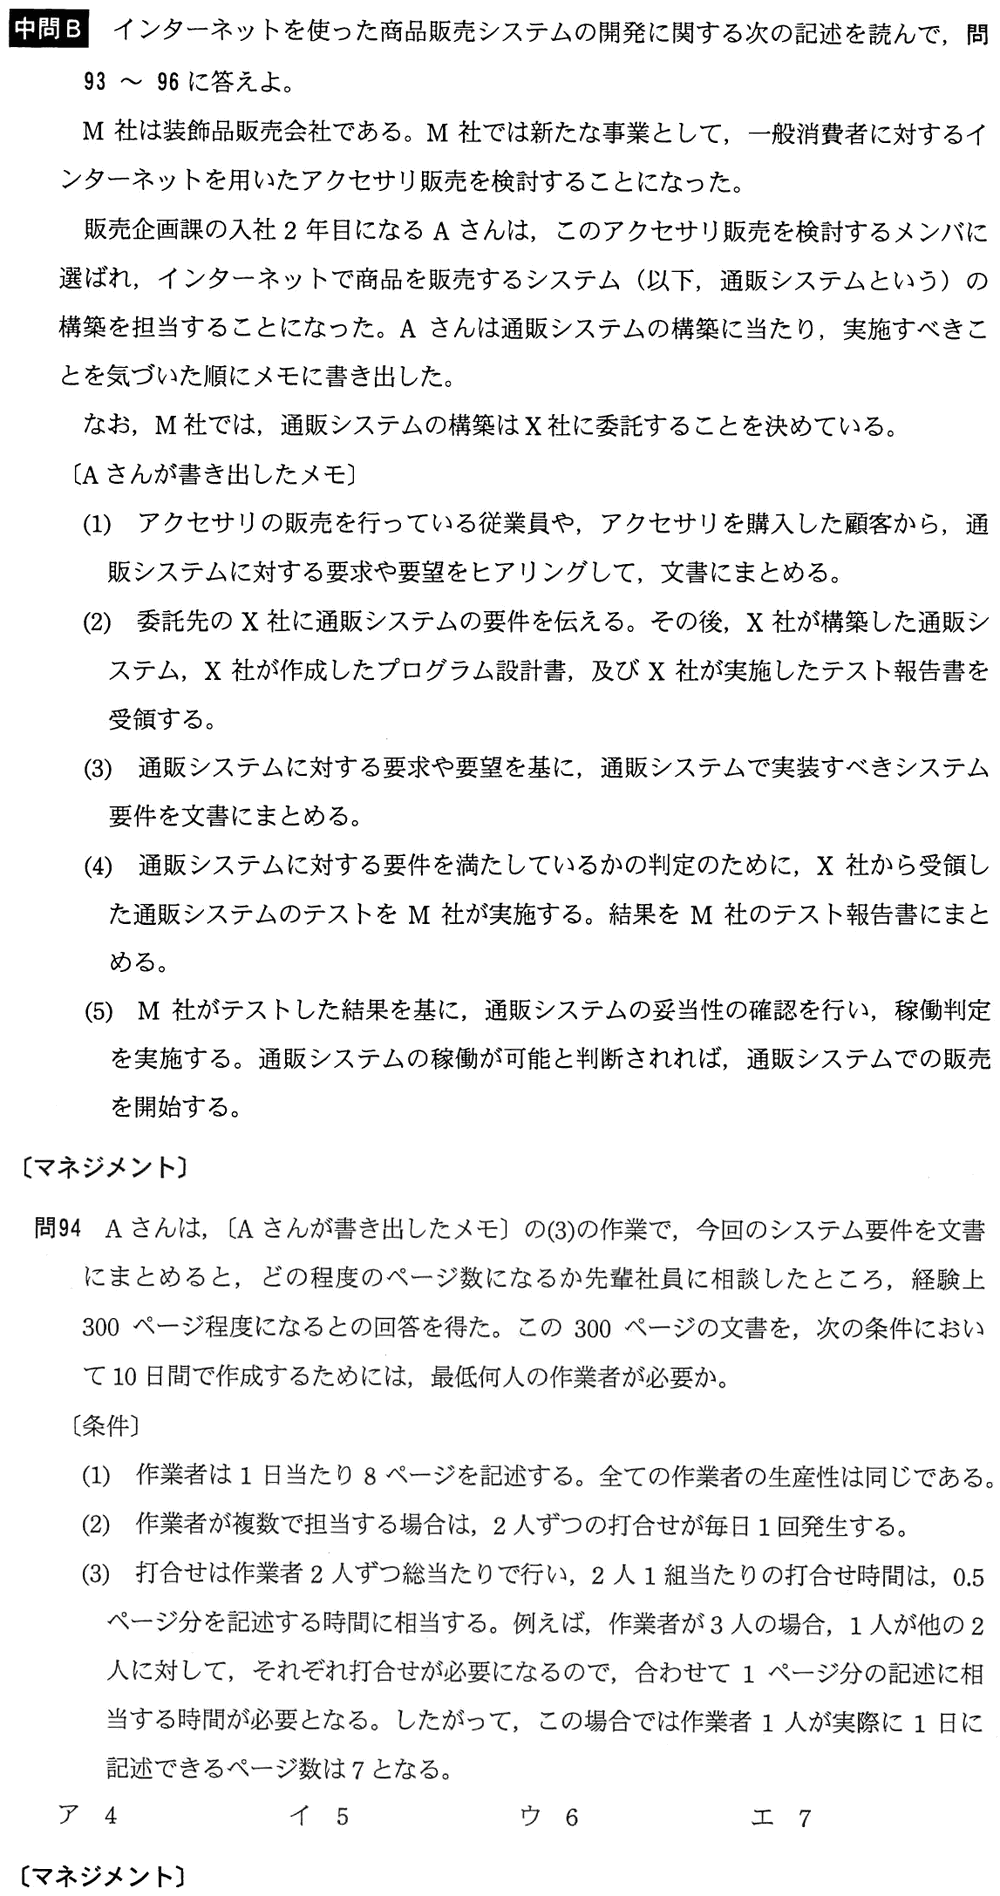 中問B インターネットを使った商品販売システムの開発に関する次の記述を読んで，問
93 ～ 96 に答えよ。
M 社は装飾品販売会社である。M 社では新たな事業として，一般消費者に対するイ
ンターネットを用いたアクセサリ販売を検討することになった。
販売企画課の入社 2 年目になる A さんは，このアクセサリ販売を検討するメンバに
選ばれ，インターネットで商品を販売するシステム（以下，通販システムという）の
構築を担当することになった。A さんは通販システムの構築に当たり，実施すべきこ
とを気づいた順にメモに書き出した。
なお，M 社では，通販システムの構築は X 社に委託することを決めている。
〔A さんが書き出したメモ〕
(1) アクセサリの販売を行っている従業員や，アクセサリを購入した顧客から，通
販システムに対する要求や要望をヒアリングして，文書にまとめる。
(2) 委託先の X 社に通販システムの要件を伝える。その後，X 社が構築した通販シ
ステム，X 社が作成したプログラム設計書，及び X 社が実施したテスト報告書を
受領する。
(3) 通販システムに対する要求や要望を基に，通販システムで実装すべきシステム
要件を文書にまとめる。
(4) 通販システムに対する要件を満たしているかの判定のために，X 社から受領し
た通販システムのテストを M 社が実施する。結果を M 社のテスト報告書にまと
める。
(5) M 社がテストした結果を基に，通販システムの妥当性の確認を行い，稼働判定
を実施する。通販システムの稼働が可能と判断されれば，通販システムでの販売
を開始する。
〔マネジメント〕
問94 A さんは，〔A さんが書き出したメモ〕の(3)の作業で，今回のシステム要件を文書
にまとめると，どの程度のページ数になるか先輩社員に相談したところ，経験上
300 ページ程度になるとの回答を得た。この 300 ページの文書を，次の条件におい
て 10 日間で作成するためには，最低何人の作業者が必要か。
〔条件〕
(1) 作業者は 1 日当たり 8 ページを記述する。全ての作業者の生産性は同じである。
(2) 作業者が複数で担当する場合は，2 人ずつの打合せが毎日 1 回発生する。
(3) 打合せは作業者 2 人ずつ総当たりで行い，2 人 1 組当たりの打合せ時間は，0.5
ページ分を記述する時間に相当する。例えば，作業者が 3 人の場合，1 人が他の 2
人に対して，それぞれ打合せが必要になるので，合わせて 1 ページ分の記述に相
当する時間が必要となる。したがって，この場合では作業者 1 人が実際に 1 日に
記述できるページ数は 7 となる。
ア 4 イ 5 ウ 6 エ 7
〔マネジメント〕